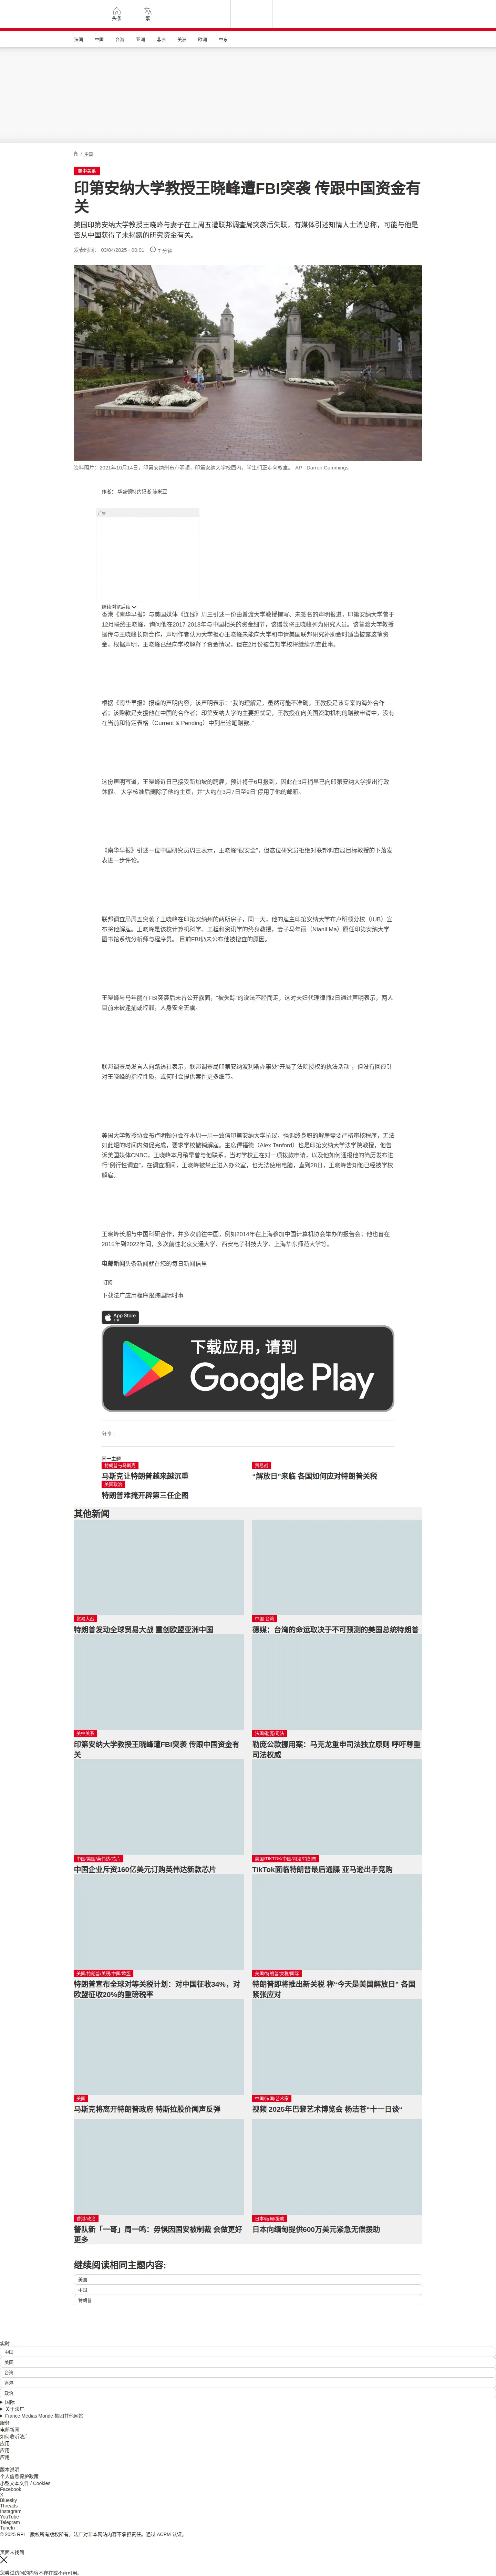 头条
繁
法国
中国
台海
亚洲
非洲
美洲
欧洲
中东
/ 法国
美中关系
印第安纳大学教授王晓峰遭FBI突袭 传跟中国资金有
关
美国印第安纳大学教授王晓峰与妻子在上周五遭联邦调查局突袭后失联，有媒体引述知情人士消息称，可能与他是
否从中国获得了未揭露的研究资金有关。
发表时间： 03/04/2025 - 00:01
7 分钟
资料照片：2021年10月14日，印第安纳州布卢明顿，印第安纳大学校园内，学生们正走向教室。 AP - Darron Cummings
作者： 华盛顿特约记者 陈米亚
广告
继续浏览后续
香港《南华早报》与美国媒体《连线》周三引述一份由普渡大学教授撰写、未签名的声明报道，印第安纳大学曾于
12月联络王晓峰，询问他在2017-2018年与中国相关的资金细节，该赠款将王晓峰列为研究人员。该普渡大学教授
据传与王晓峰长期合作，声明作者认为大学担心王晓峰未能向大学和申请美国联邦研究补助金时适当披露这笔资
金。根据声明，王晓峰已经向学校解释了资金情况，但在2月份被告知学校将继续调查此事。
根据《南华早报》报道的声明内容，该声明表示：“我的理解是，虽然可能不准确，王教授是该专案的海外合作
者；该赠款是支援他在中国的合作者；印第安纳大学的主要担忧是，王教授在向美国资助机构的赠款申请中，没有
在当前和待定表格（Current & Pending）中列出这笔赠款。”
这份声明写道，王晓峰近日已接受新加坡的聘雇，预计将于6月报到，因此在3月稍早已向印第安纳大学提出行政
休假。 大学核准后删除了他的主页，并“大约在3月7日至9日”停用了他的邮箱。
《南华早报》引述一位中国研究员周三表示，王晓峰“很安全”，但这位研究员拒绝对联邦调查局目标教授的下落发
表进一步评论。
联邦调查局周五突袭了王晓峰在印第安纳州的两所房子，同一天，他的雇主印第安纳大学布卢明顿分校（IUB）宣
布将他解雇。王晓峰是该校计算机科学、工程和资讯学的终身教授，妻子马年丽（Nianli Ma）原任印第安纳大学
图书馆系统分析师与程序员。 目前FBI仍未公布他被搜查的原因。
王晓峰与马年丽在FBI突袭后未曾公开露面，“被失踪”的说法不胫而走，这对夫妇代理律师2日通过声明表示，两人
目前未被逮捕或控罪，人身安全无虞。
联邦调查局发言人向路透社表示，联邦调查局印第安纳波利斯办事处“开展了法院授权的执法活动”，但没有回应针
对王晓峰的指控性质，或何时会提供案件更多细节。
美国大学教授协会布卢明顿分会在本周一周一致信印第安纳大学抗议，强调终身职的解雇需要严格审核程序，无法
如此短的时间内匆促完成，要求学校撤销解雇。主席谭福德（Alex Tanford）也是印第安纳大学法学院教授，他告
诉美国媒体CNBC，王晓峰本月稍早曾与他联系，当时学校正在对一项拨款申请，以及他如何通报他的简历发布进
行“例行性调查”，在调查期间，王晓峰被禁止进入办公室，也无法使用电脑。直到28日，王晓峰告知他已经被学校
解雇。
王晓峰长期与中国科研合作，并多次前往中国，例如2014年在上海参加中国计算机协会举办的报告会；他也曾在
2015年到2022年间，多次前往北京交通大学、西安电子科技大学、上海华东师范大学等。
电邮新闻头条新闻就在您的每日新闻信里
订阅
下载法广应用程序跟踪国际时事
App Store
下载应用，请到
Google Play
分享 :
同一主题
特朗普与马斯克
马斯克让特朗普越来越沉重
贸易战
“解放日”来临 各国如何应对特朗普关税
美国政治
特朗普难掩开辟第三任企图
其他新闻
贸易大战
特朗普发动全球贸易大战 重创欧盟亚洲中国
中国·台湾
德媒：台湾的命运取决于不可预测的美国总统特朗普
美中关系
印第安纳大学教授王晓峰遭FBI突袭 传跟中国资金有
关
法国/勒庞/司法
勒庞公款挪用案：马克龙重申司法独立原则 呼吁尊重
司法权威
中国/美国/英伟达/芯片
中国企业斥资160亿美元订购英伟达新款芯片
美国/TIKTOK/中国/司法/特朗普
TikTok面临特朗普最后通牒 亚马逊出手竞购
美国/特朗普/关税/中国/欧盟
特朗普宣布全球对等关税计划：对中国征收34%，对
欧盟征收20%的重磅税率
美国/特朗普/关税/国际
特朗普即将推出新关税 称“今天是美国解放日” 各国
紧张应对
美国
马斯克将离开特朗普政府 特斯拉股价闻声反弹
中国/法国/艺术家
视频 2025年巴黎艺术博览会 杨洁苍"十一日谈"
香港/政治
警队新「一哥」周一鸣：毋惧因国安被制裁 会做更好
更多
日本/缅甸/援助
日本向缅甸提供600万美元紧急无偿援助
继续阅读相同主题内容:
美国
中国
特朗普
实时
中国
美国
台湾
香港
政治
国际
关于法广
France Médias Monde 集团其他网站
服务
电邮新闻
如何收听法广
应用
应用
应用
版本说明
个人信息保护政策
小型文本文件 / Cookies
Facebook
X
Bluesky
Threads
Instagram
YouTube
Telegram
TuneIn
© 2025 RFI – 版权所有版权所有。法广对非本网站内容不承担责任。通过 ACPM 认证。
页面未找到
您尝试访问的内容不存在或不再可用。